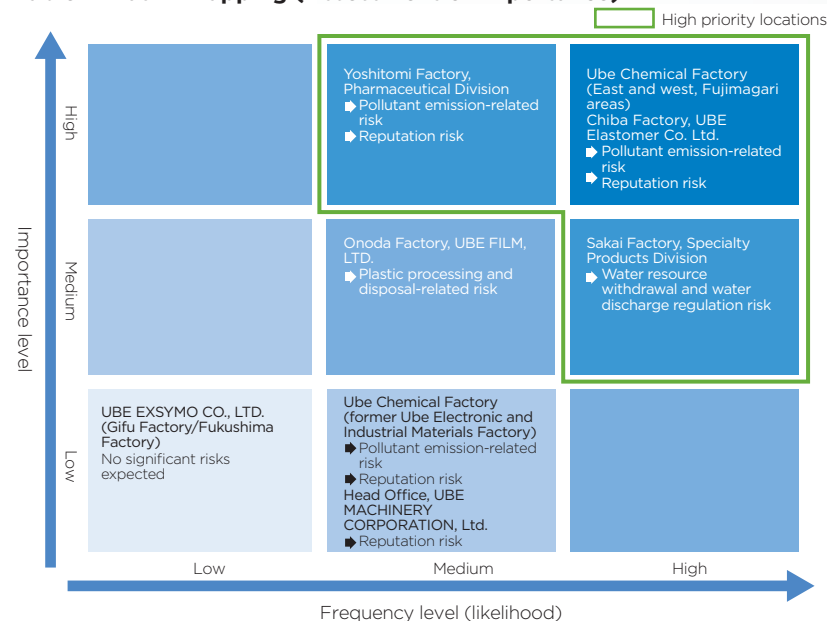 High priority locations
High
Yoshitomi Factory,
Pharmaceutical Division
Pollutant emission-related
risk
Reputation risk
Ube Chemical Factory
(East and west, Fujimagari
areas)
Chiba Factory, UBE
Elastomer Co. Ltd.
Pollutant emission-related
risk
Reputation risk
Importance level
Medium
Onoda Factory, UBE FILM,
LTD.
Plastic processing and
disposal-related risk
Sakai Factory, Specialty
Products Division
Water resource
withdrawal and water
discharge regulation risk
Low
UBE EXSYMO CO., LTD.
(Gifu Factory/Fukushima
Factory)
No significant risks
expected
Ube Chemical Factory
(former Ube Electronic and
Industrial Materials Factory)
Pollutant emission-related
risk
Reputation risk
Head Office, UBE
MACHINERY
CORPORATION, Ltd.
Reputation risk
Low
Medium
High
Frequency level (likelihood)